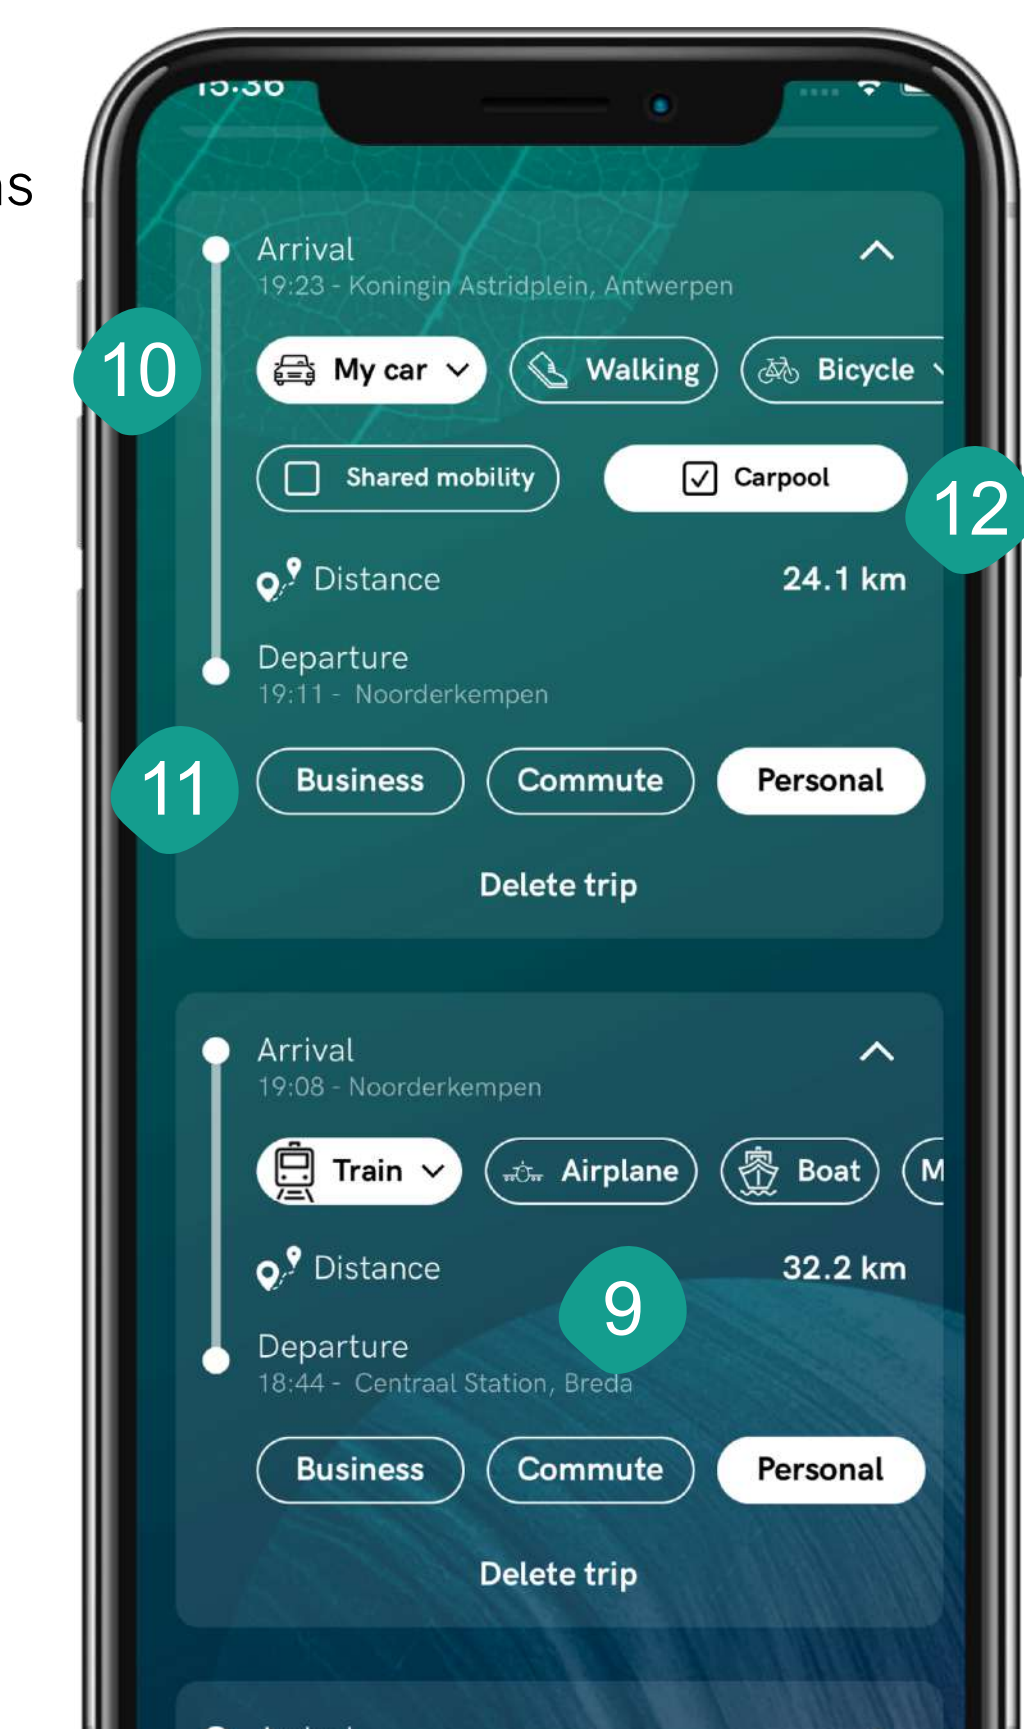 15:36
Arrival
19:23 - Koningin Astridplein, Antwerpen
10
My car
Walking
Bicycle
Shared mobility
Carpool
12
Distance
24.1 km
Departure
19:11 - Noorderkempen
11
Business
Commute
Personal
Delete trip
Arrival
19:08 - Noorderkempen
Train
Airplane
Boat
Distance
32.2 km
9
Departure
18:44 - Centraal Station, Breda
Business
Commute
Personal
Delete trip